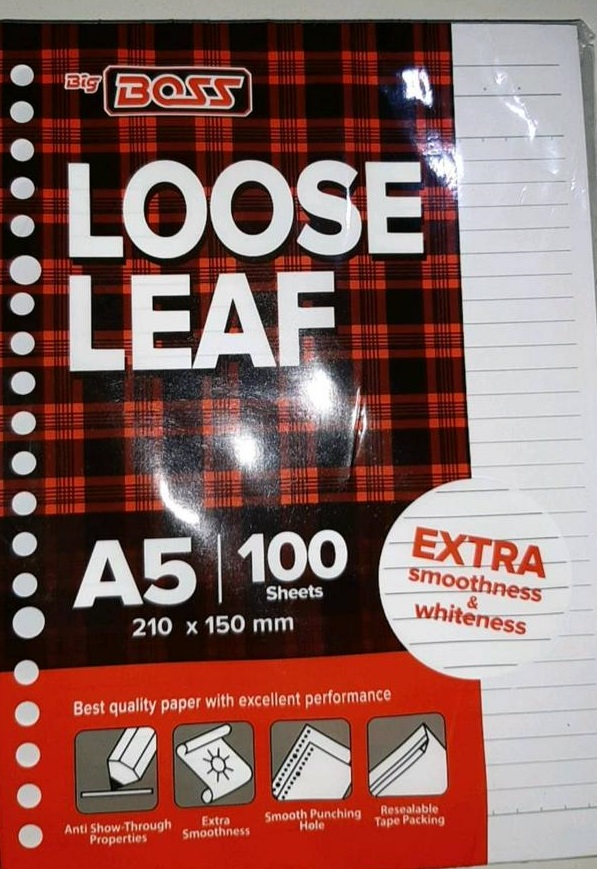 Big BOSS
LOOSE
LEAF
A5 | 100
Sheets
210 x 150 mm
EXTRA
smoothness
&
whiteness
Best quality paper with excellent performance
Anti Show-Through
Properties
Extra
Smoothness
Smooth Punching
Hole
Resealable
Tape Packing